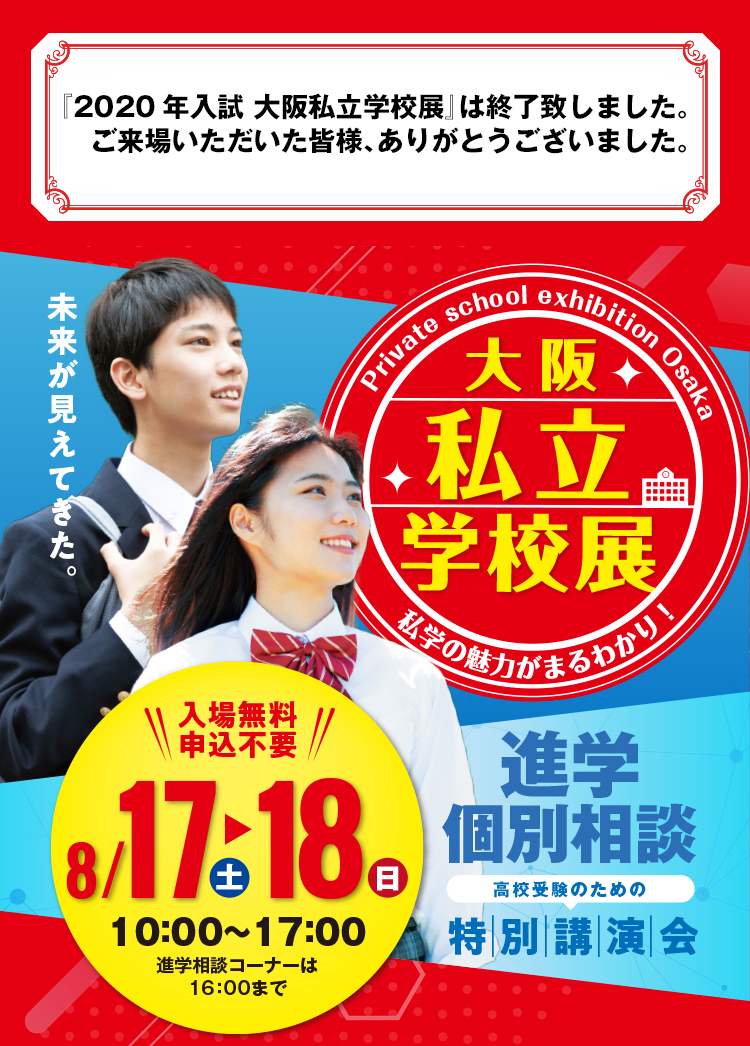 『2020年入試 大阪私立学校展』は終了致しました。
ご来場いただいた皆様、ありがとうございました。
未来が見えてきた。
Private school exhibition Osaka
大阪
私立
学校展
私学の魅力がまるわかり！
入場無料
申込不要
8/17土▶18日
10:00～17:00
進学相談コーナーは
16:00まで
進学
個別相談
高校受験のための
特別講演会